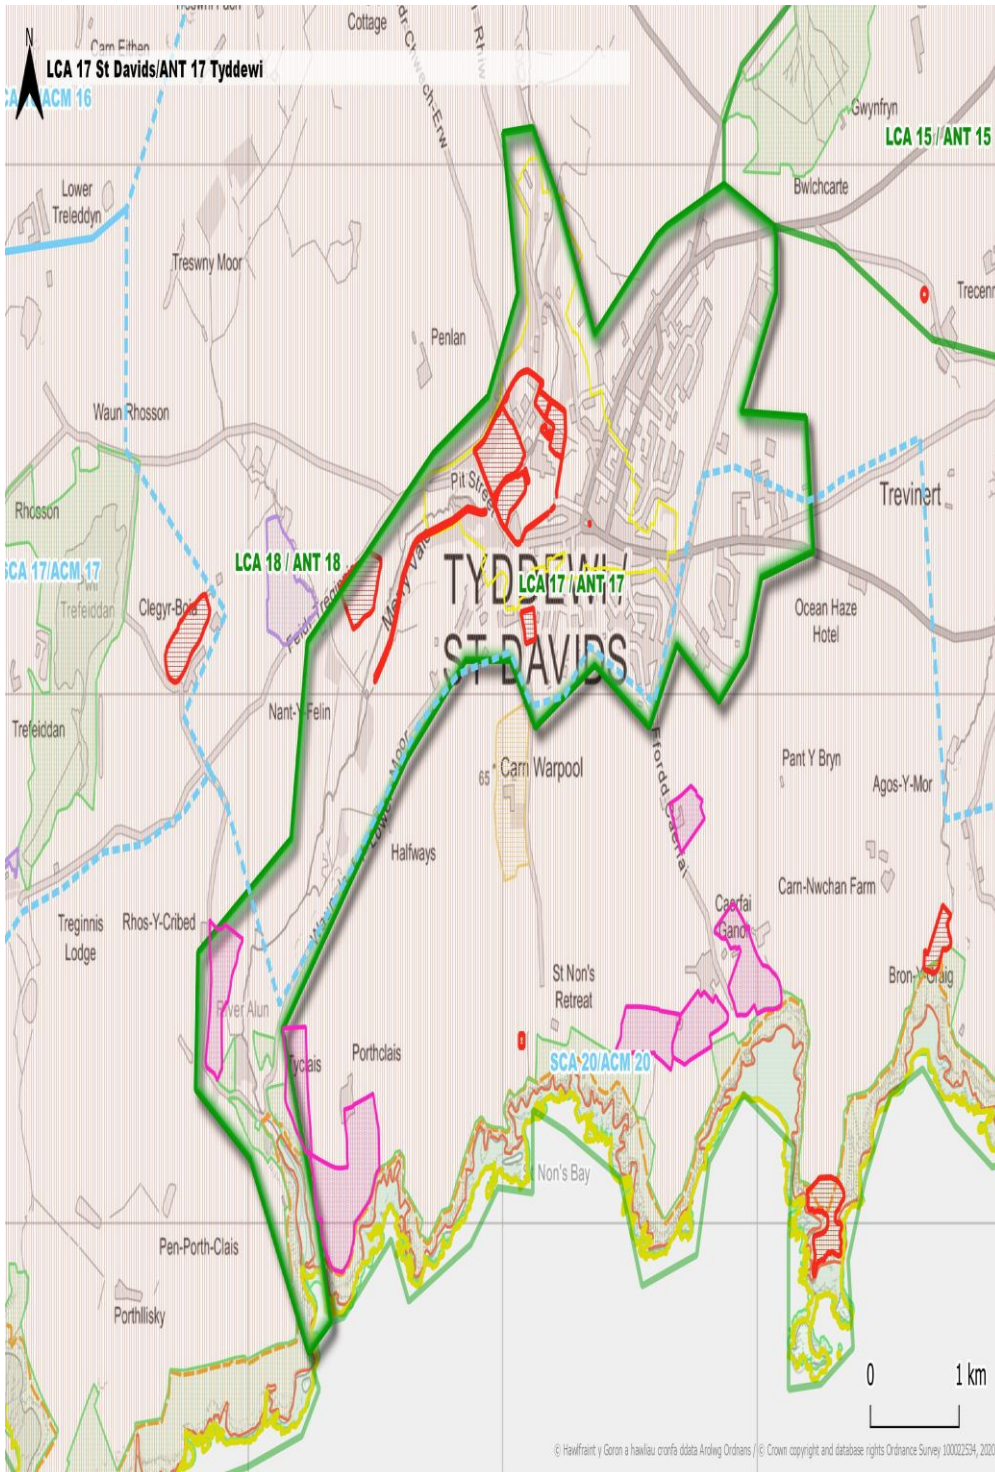 Cottage
Carn Eithen
N
LCA 17 St Davids/ANT 17 Tyddewi
ACM 16
Gwynfryn
LCA 15 / ANT 15
Lower
Treleddyn
Bwlchcarte
Treswny Moor
Penlan
Waun Rhosson
Pit Street
Rhosson
Trevinert
LCA 18 / ANT 18
TYDDEWI/
LCA 17 / ANT 17
SCA 17/ACM 17
Trefeiddan
Clegyr-Boia
Merry Vale
Ocean Haze
Hotel
ST DAVIDS
Nant-Y-Felin
Trefeiddan
65
Carn Warpool
Ffordd Caerfai
Pant Y Bryn
Agos-Y-Mor
Lower Moor
Halfways
Carn-Nwchan Farm
Treginnis
Lodge
Rhos-Y-Cribed
Caerfai
St Non's
Retreat
Bron-Y-Graig
River Alun
Porthclais
SCA 20/ACM 20
St Non's Bay
Pen-Porth-Clais
Porthllisky
0
1 km
© Hawlfraint y Goron a hawliau cronfa ddata Arolwg Ordnans / © Crown copyright and database rights Ordnance Survey 100022534, 2020